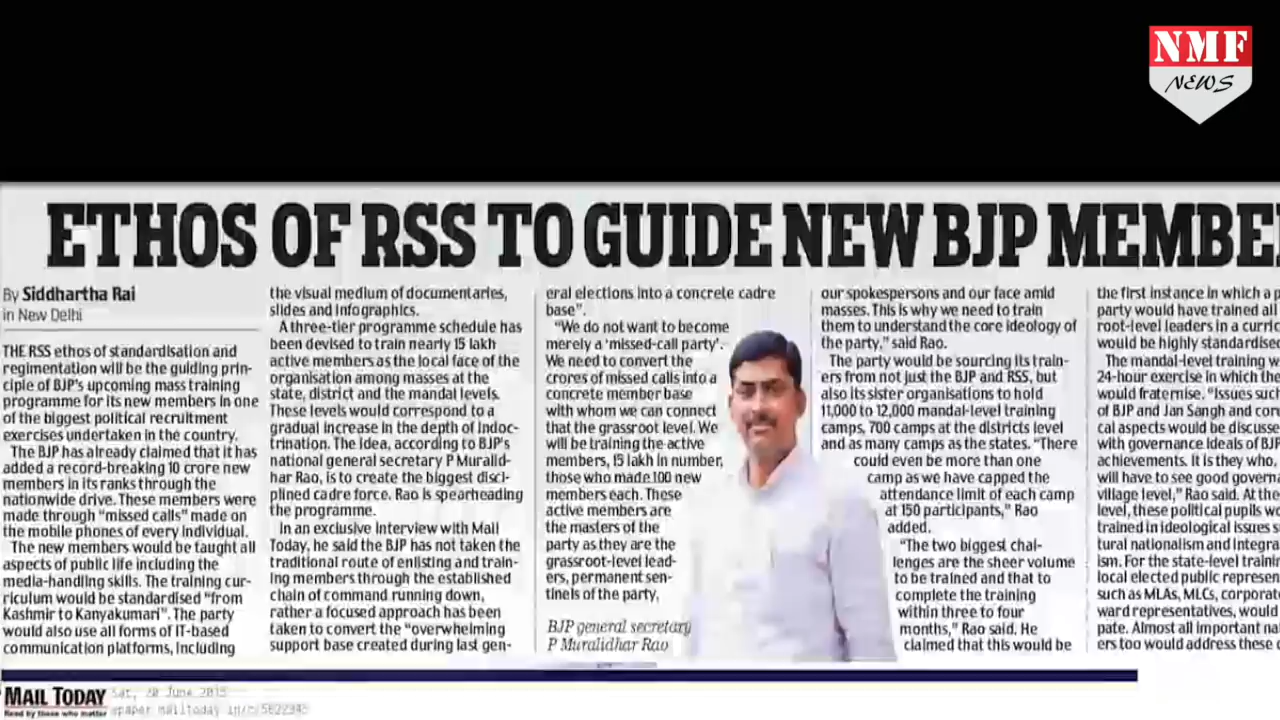 NMF
NEWS
ETHOS OF RSS TO GUIDE NEW BJP MEMBE
By Siddhartha Rai
in New Delhi
THE RSS ethos of standardisation and
regimentation will be the guiding prin-
ciple of BJP's upcoming mass training
programme for its new members in one
of the biggest political recruitment
exercises undertaken in the country.
The BJP has already claimed that it has
added a record-breaking 10 crore new
members in its ranks through the
nationwide drive. These members were
made through "missed calls" made on
the mobile phones of every individual.
The new members would be taught all
aspects of public life including the
media-handling skills. The training cur-
riculum would be standardised "from
Kashmir to Kanyakumari". The party
would also use all forms of IT-based
communication platforms, including
the visual medium of documentaries,
slides and infographics.
A three-tier programme schedule has
been devised to train nearly 15 lakh
active members as the local face of the
organisation among masses at the
state, district and the mandal levels.
These levels would correspond to a
gradual increase in the depth of indoc-
trination. The idea, according to BJP's
national general secretary P Muralid-
har Rao, is to create the biggest disci-
plined cadre force. Rao is spearheading
the programme.
In an exclusive interview with Mail
Today, he said the BJP has not taken the
traditional route of enlisting and train-
ing members through the established
chain of command running down,
rather a focused approach has been
taken to convert the "overwhelming
support base created during last gen-
eral elections into a concrete cadre
base".
"We do not want to become
merely a 'missed-call party'.
We need to convert the
crores of missed calls into a
concrete member base
with whom we can connect
that the grassroot level. We
will be training the active
members, 15 lakh in number,
those who made 100 new
members each. These
active members are
the masters of the
party as they are the
grassroot-level lead-
ers, permanent sen-
tinels of the party,
BJP general secretary
P Muralidhar Rao
our spokespersons and our face amid
masses. This is why we need to train
them to understand the core ideology of
the party," said Rao.
The party would be sourcing its train-
ers from not just the BJP and RSS, but
also its sister organisations to hold
11,000 to 12,000 mandal-level training
camps, 700 camps at the districts level
and as many camps as the states. "There
could even be more than one
camp as we have capped the
attendance limit of each camp
at 150 participants," Rao
added.
"The two biggest chal-
lenges are the sheer volume
to be trained and that to
complete the training
within three to four
months," Rao said. He
claimed that this would be
the first instance in which a p
party would have trained all
root-level leaders in a curric
would be highly standardise
The mandal-level training w
24-hour exercise in which the
would fraternise. "Issues such
of BJP and Jan Sangh and con
cal aspects would be discusse
with governance ideals of BJP
achievements. It is they who,
will have to see good governa
village level," Rao said. At the
level, these political pupils wo
trained in ideological issues s
tural nationalism and integra
ism. For the state-level traini
local elected public represen
such as MLAs, MLCs, corporat
ward representatives, would
pate. Almost all important na
ers too would address these c
MAIL TODAY
Read by those who matter
Sat, 20 June 2015